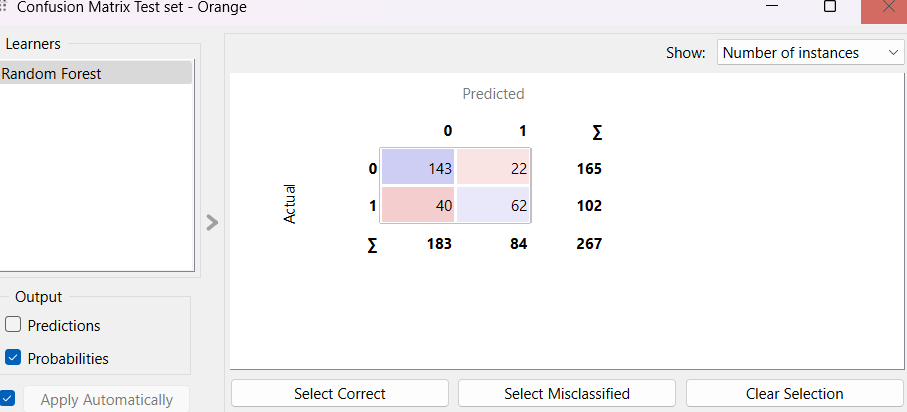 Confusion Matrix Test set - Orange
Learners
Random Forest
Show: Number of instances
Predicted
0 1 ∑
0 143 22 165
Actual
1 40 62 102
∑ 183 84 267
Output
Predictions
Probabilities
Apply Automatically
Select Correct Select Misclassified Clear Selection